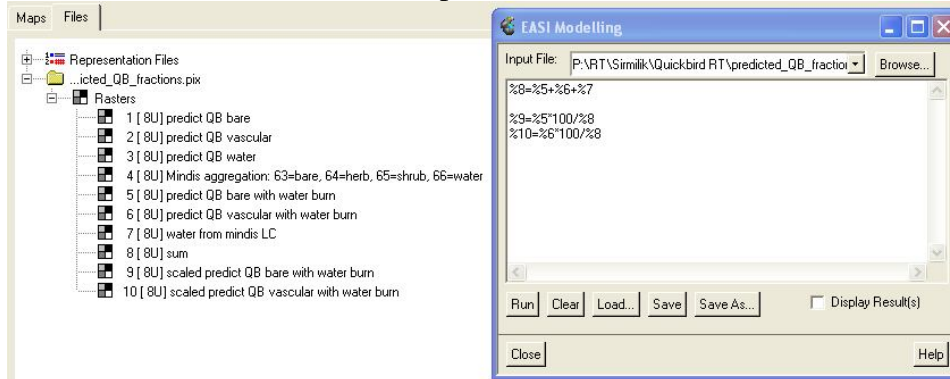 Maps Files
Representation Files
...icted_QB_fractions.pix
Rasters
1 [ 8U] predict QB bare
2 [ 8U] predict QB vascular
3 [ 8U] predict QB water
4 [ 8U] Mindis aggregation: 63=bare, 64=herb, 65=shrub, 66=water
5 [ 8U] predict QB bare with water burn
6 [ 8U] predict QB vascular with water burn
7 [ 8U] water from mindis LC
8 [ 8U] sum
9 [ 8U] scaled predict QB bare with water burn
10 [ 8U] scaled predict QB vascular with water burn
EASI Modelling
Input File: P:\RT\Sirmilik\Quickbird RT\predicted_QB_fraction Browse...
%8=%5+%6+%7
%9=%5*100/%8
%10=%6*100/%8
Run Clear Load... Save Save As... Display Result(s)
Close Help